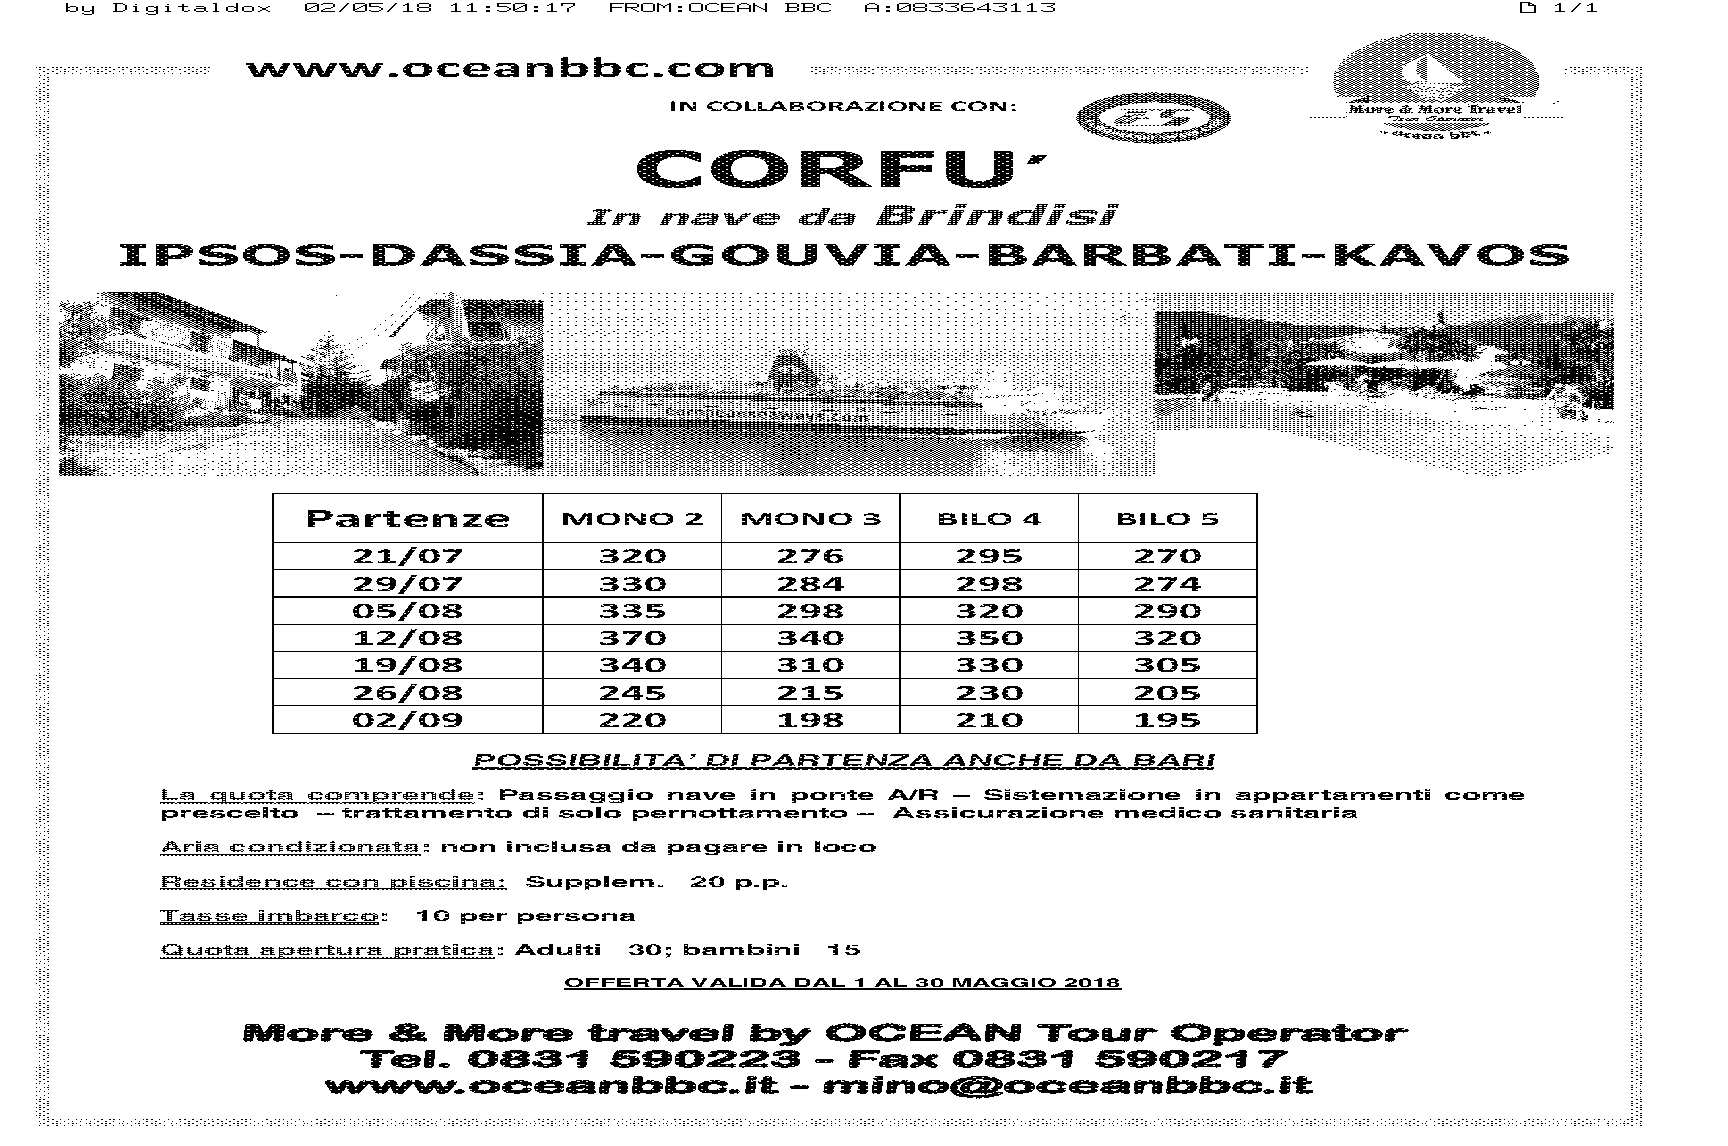 by Digitaldox 02/05/18 11:50:17 FROM:OCEAN BBC A:0833643113 1/1
www.oceanbbc.com
IN COLLABORAZIONE CON:
More & More Travel
CORFU'
In nave da Brindisi
IPSOS-DASSIA-GOUVIA-BARBATI-KAVOS
Partenze MONO 2 MONO 3 BILO 4 BILO 5
21/07 320 276 295 270
29/07 330 284 298 274
05/08 335 298 320 290
12/08 370 340 350 320
19/08 340 310 330 305
26/08 245 215 230 205
02/09 220 198 210 195
POSSIBILITA' DI PARTENZA ANCHE DA BARI
La quota comprende: Passaggio nave in ponte A/R – Sistemazione in appartamenti come
prescelto – trattamento di solo pernottamento – Assicurazione medico sanitaria
Aria condizionata: non inclusa da pagare in loco
Residence con piscina: Supplem. 20 p.p.
Tasse imbarco: 10 per persona
Quota apertura pratica: Adulti 30; bambini 15
OFFERTA VALIDA DAL 1 AL 30 MAGGIO 2018
More & More travel by OCEAN Tour Operator
Tel. 0831 590223 - Fax 0831 590217
www.oceanbbc.it - mino@oceanbbc.it